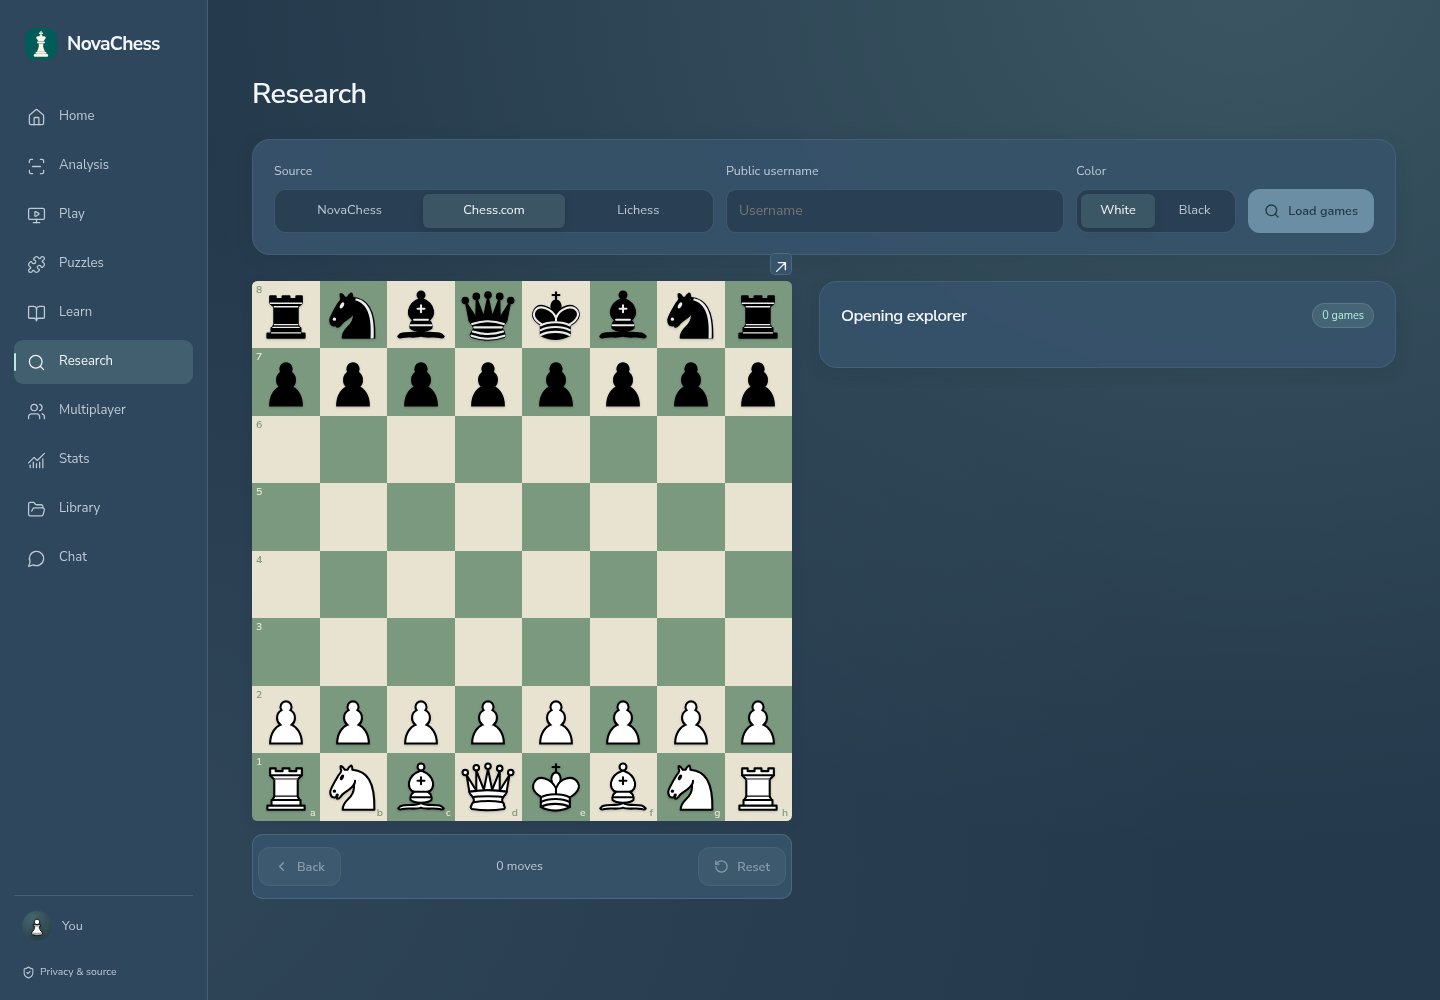 NovaChess
Home
Analysis
Play
Puzzles
Learn
Research
Multiplayer
Stats
Library
Chat
You
Privacy & source
Research
Source
Public username
Color
NovaChess
Chess.com
Lichess
Username
White
Black
Load games
Opening explorer
0 games
8
7
6
5
4
3
2
1
a b c d e f g h
Back
0 moves
Reset